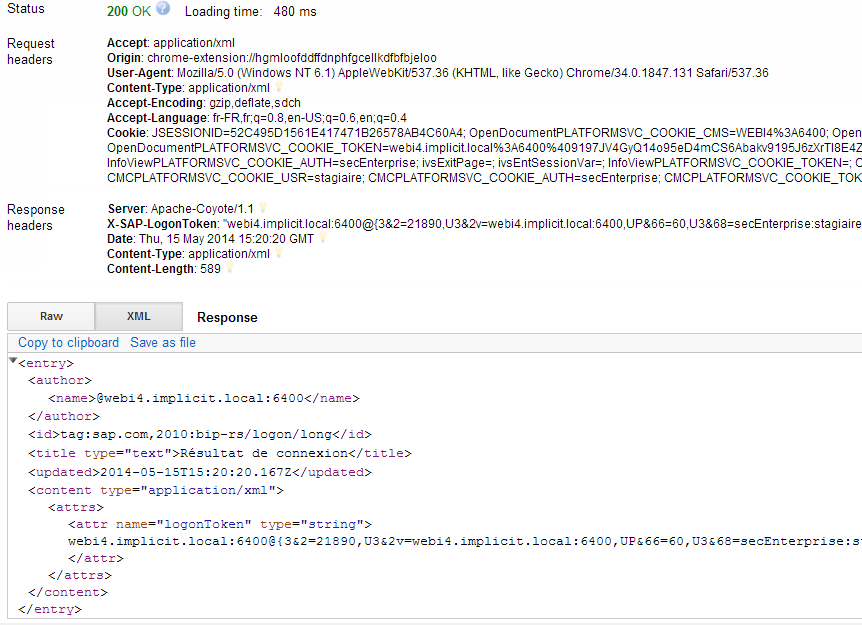 Status 200 OK Loading time: 480 ms
Request headers
Accept: application/xml
Origin: chrome-extension://hgmloofddffdnphfgcellkdfbfbjeloo
User-Agent: Mozilla/5.0 (Windows NT 6.1) AppleWebKit/537.36 (KHTML, like Gecko) Chrome/34.0.1847.131 Safari/537.36
Content-Type: application/xml
Accept-Encoding: gzip,deflate,sdch
Accept-Language: fr-FR,fr;q=0.8,en-US;q=0.6,en;q=0.4
Cookie: JSESSIONID=52C495D1561E417471B26578AB4C60A4; OpenDocumentPLATFORMSVC_COOKIE_CMS=WEBI4%3A6400; Open
OpenDocumentPLATFORMSVC_COOKIE_TOKEN=webi4.implicit.local%3A6400%409197JV4GyQ14o95eD4mCS6Abakv9195J6zXrTI8E4Z
InfoViewPLATFORMSVC_COOKIE_AUTH=secEnterprise; ivsExitPage=; ivsEntSessionVar=; InfoViewPLATFORMSVC_COOKIE_TOKEN=; C
CMCPLATFORMSVC_COOKIE_USR=stagiaire; CMCPLATFORMSVC_COOKIE_AUTH=secEnterprise; CMCPLATFORMSVC_COOKIE_TOK
Response headers
Server: Apache-Coyote/1.1
X-SAP-LogonToken: "webi4.implicit.local:6400@{3&2=21890,U3&2v=webi4.implicit.local:6400,UP&66=60,U3&68=secEnterprise:stagiaire
Date: Thu, 15 May 2014 15:20:20 GMT
Content-Type: application/xml
Content-Length: 589
Raw XML Response
Copy to clipboard Save as file
<entry>
<author>
<name>@webi4.implicit.local:6400</name>
</author>
<id>tag:sap.com,2010:bip-rs/logon/long</id>
<title type="text">Résultat de connexion</title>
<updated>2014-05-15T15:20:20.167Z</updated>
<content type="application/xml">
<attrs>
<attr name="logonToken" type="string">
webi4.implicit.local:6400@{3&2=21890,U3&2v=webi4.implicit.local:6400,UP&66=60,U3&68=secEnterprise:s
</attr>
</attrs>
</content>
</entry>